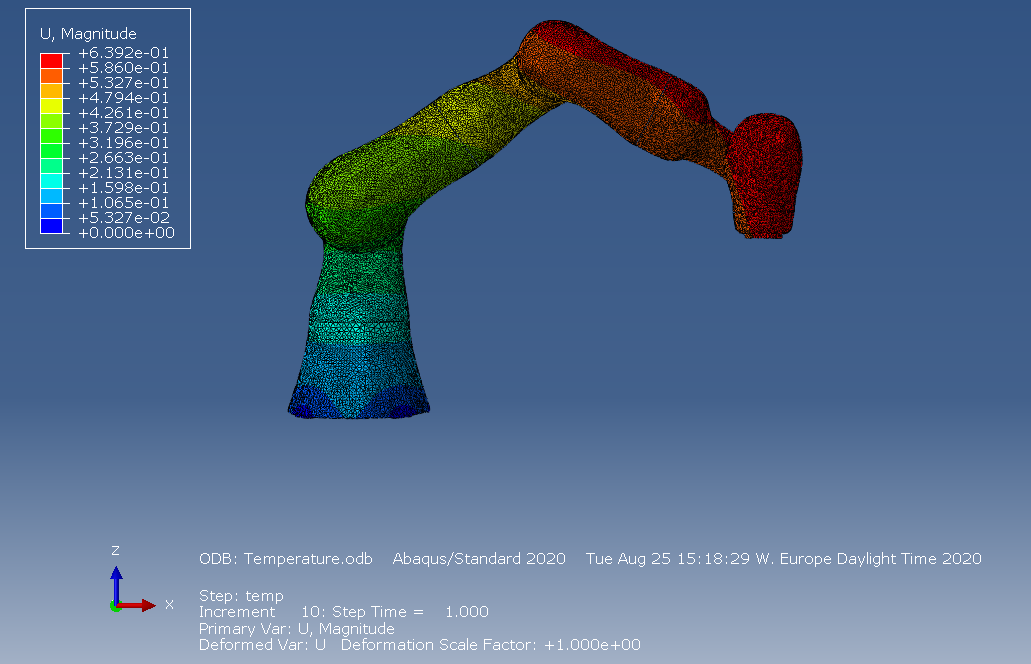 U, Magnitude
+6.392e-01
+5.860e-01
+5.327e-01
+4.794e-01
+4.261e-01
+3.729e-01
+3.196e-01
+2.663e-01
+2.131e-01
+1.598e-01
+1.065e-01
+5.327e-02
+0.000e+00
Z
X
ODB: Temperature.odb Abaqus/Standard 2020 Tue Aug 25 15:18:29 W. Europe Daylight Time 2020
Step: temp
Increment 10: Step Time = 1.000
Primary Var: U, Magnitude
Deformed Var: U Deformation Scale Factor: +1.000e+00